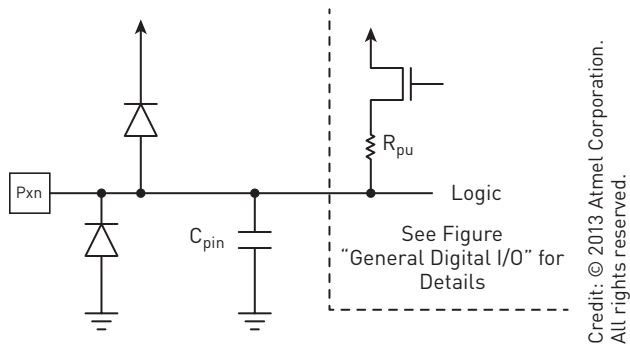 Pxn
C_pin
R_pu
Logic
See Figure
"General Digital I/O" for
Details
Credit: © 2013 Atmel Corporation.
All rights reserved.